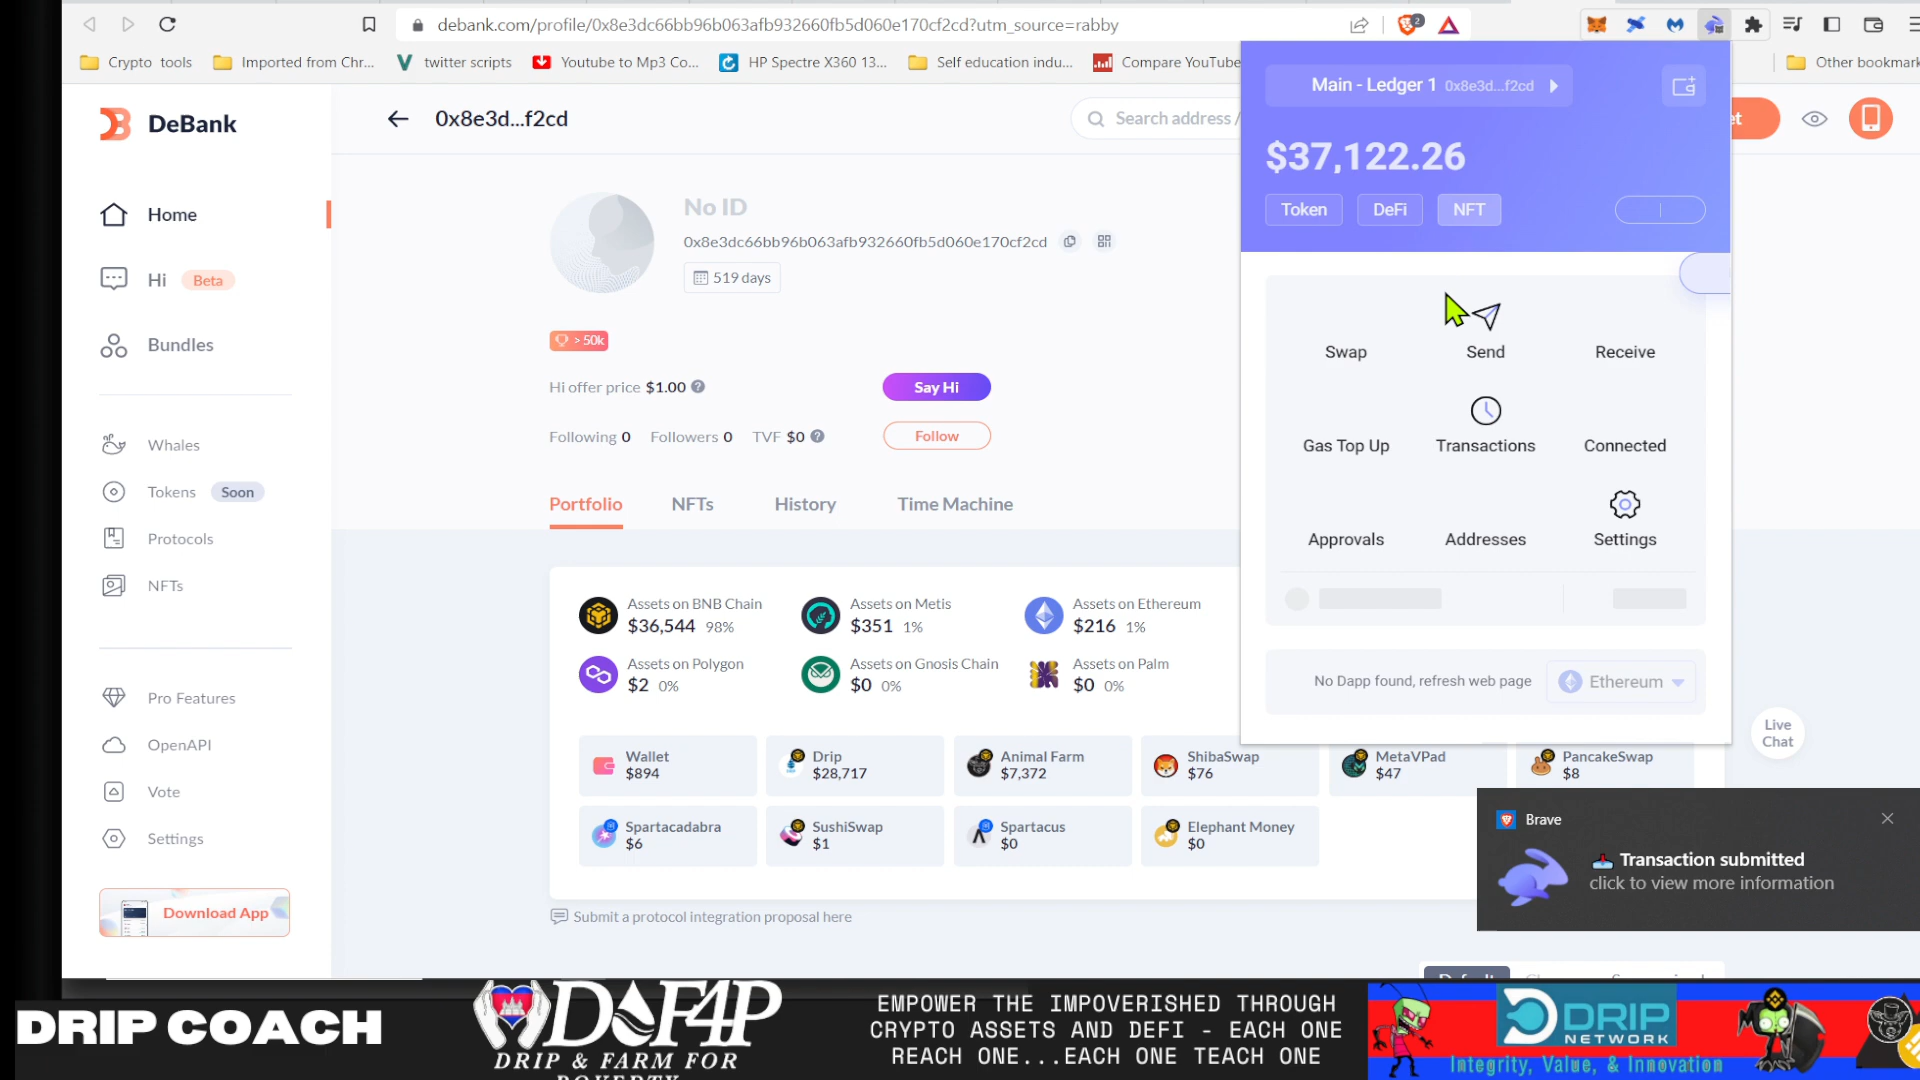 debank.com/profile/0x8e3dc66bb96b063afb932660fb5d060e170cf2cd?utm_source=rabby
2
Crypto tools
Imported from Chr...
twitter scripts
Youtube to Mp3 Co...
HP Spectre X360 13...
Self education indu...
Compare YouTube
Other bookmark
DeBank
Home
Hi Beta
Bundles
Whales
Tokens Soon
Protocols
NFTs
Pro Features
OpenAPI
Vote
Settings
Download App
0x8e3d...f2cd
Search address /
No ID
0x8e3dc66bb96b063afb932660fb5d060e170cf2cd
519 days
> 50k
Hi offer price $1.00
Say Hi
Following 0 Followers 0 TVF $0
Follow
Portfolio
NFTs
History
Time Machine
Assets on BNB Chain
$36,544 98%
Assets on Metis
$351 1%
Assets on Ethereum
$216 1%
Assets on Polygon
$2 0%
Assets on Gnosis Chain
$0 0%
Assets on Palm
$0 0%
Wallet
$894
Drip
$28,717
Animal Farm
$7,372
ShibaSwap
$76
MetaVPad
$47
PancakeSwap
$8
Spartacadabra
$6
SushiSwap
$1
Spartacus
$0
Elephant Money
$0
Submit a protocol integration proposal here
Main - Ledger 1 0x8e3d...f2cd
$37,122.26
Token
DeFi
NFT
Swap
Send
Receive
Gas Top Up
Transactions
Connected
Approvals
Addresses
Settings
No Dapp found, refresh web page
Ethereum
et
Live
Chat
Brave
Transaction submitted
click to view more information
DRIP COACH
DAF4P
DRIP & FARM FOR
POVERTY
EMPOWER THE IMPOVERISHED THROUGH
CRYPTO ASSETS AND DEFI - EACH ONE
REACH ONE...EACH ONE TEACH ONE
DRIP
NETWORK
Integrity, Value, & Innovation